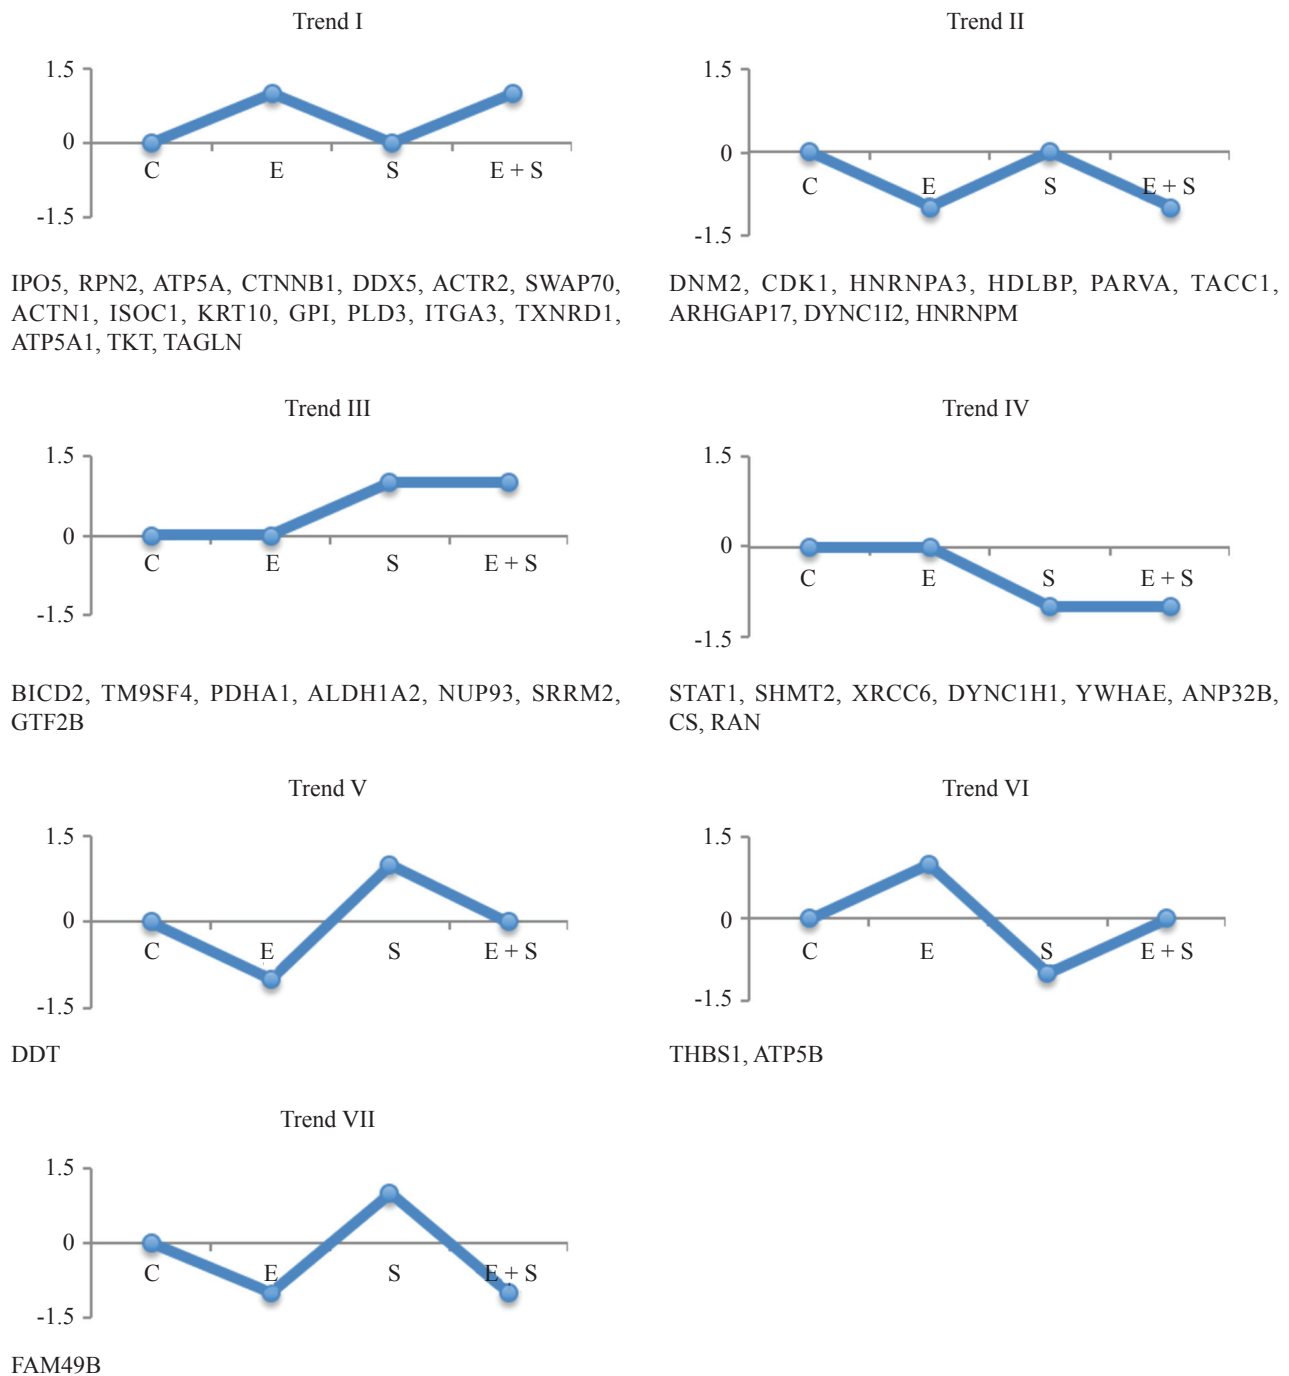 Trend I
1.5
0
-1.5
C E S E + S
IPO5, RPN2, ATP5A, CTNNB1, DDX5, ACTR2, SWAP70,
ACTN1, ISOC1, KRT10, GPI, PLD3, ITGA3, TXNRD1,
ATP5A1, TKT, TAGLN
Trend II
1.5
0
-1.5
C E S E + S
DNM2, CDK1, HNRNPA3, HDLBP, PARVA, TACC1,
ARHGAP17, DYNC1I2, HNRNPM
Trend III
1.5
0
-1.5
C E S E + S
BICD2, TM9SF4, PDHA1, ALDH1A2, NUP93, SRRM2,
GTF2B
Trend IV
1.5
0
-1.5
C E S E + S
STAT1, SHMT2, XRCC6, DYNC1H1, YWHAE, ANP32B,
CS, RAN
Trend V
1.5
0
-1.5
C E S E + S
DDT
Trend VI
1.5
0
-1.5
C E S E + S
THBS1, ATP5B
Trend VII
1.5
0
-1.5
C E S E + S
FAM49B